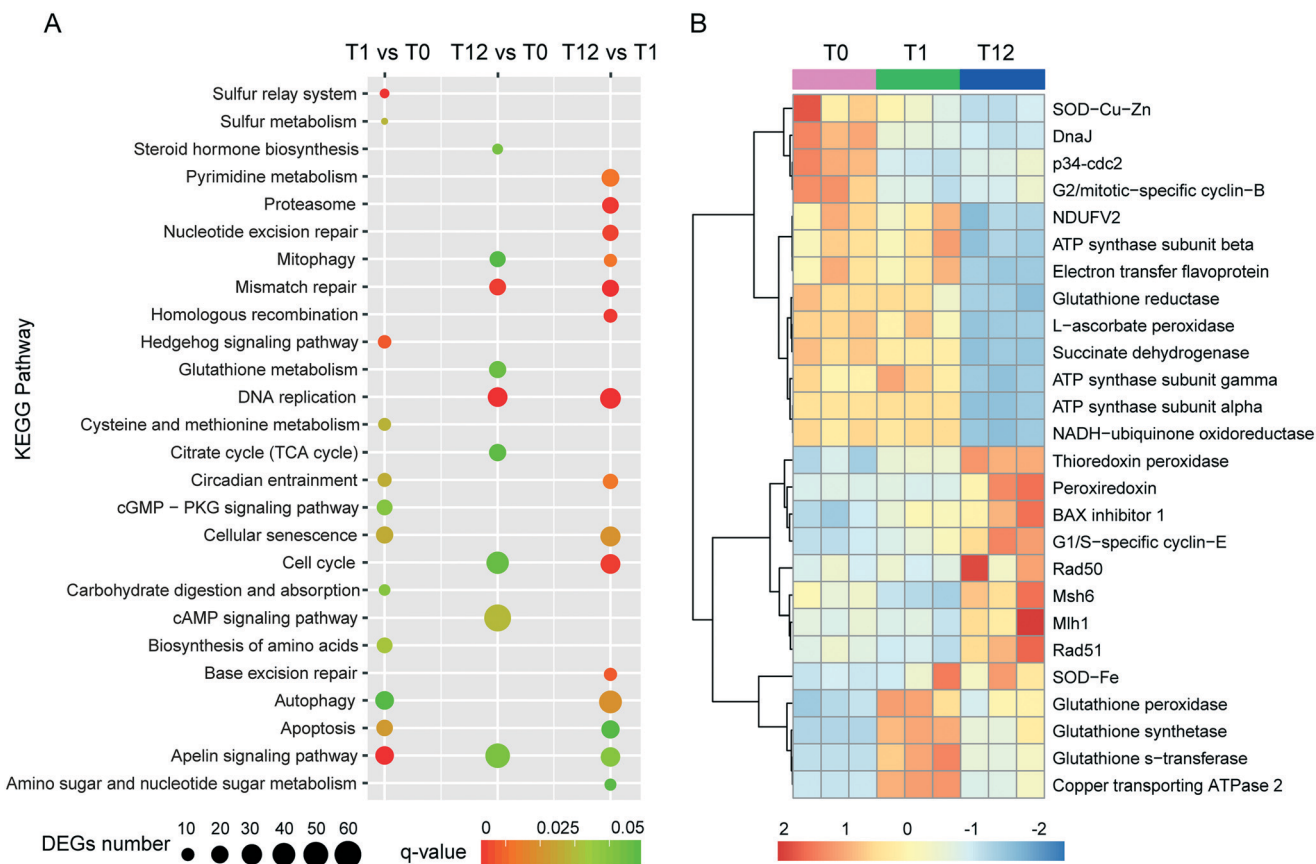 A
T1 vs T0 T12 vs T0 T12 vs T1
KEGG Pathway
Sulfur relay system
Sulfur metabolism
Steroid hormone biosynthesis
Pyrimidine metabolism
Proteasome
Nucleotide excision repair
Mitophagy
Mismatch repair
Homologous recombination
Hedgehog signaling pathway
Glutathione metabolism
DNA replication
Cysteine and methionine metabolism
Citrate cycle (TCA cycle)
Circadian entrainment
cGMP − PKG signaling pathway
Cellular senescence
Cell cycle
Carbohydrate digestion and absorption
cAMP signaling pathway
Biosynthesis of amino acids
Base excision repair
Autophagy
Apoptosis
Apelin signaling pathway
Amino sugar and nucleotide sugar metabolism
DEGs number
10 20 30 40 50 60
q-value
0 0.025 0.05
B
T0 T1 T12
SOD−Cu−Zn
DnaJ
p34-cdc2
G2/mitotic-specific cyclin-B
NDUFV2
ATP synthase subunit beta
Electron transfer flavoprotein
Glutathione reductase
L−ascorbate peroxidase
Succinate dehydrogenase
ATP synthase subunit gamma
ATP synthase subunit alpha
NADH−ubiquinone oxidoreductase
Thioredoxin peroxidase
Peroxiredoxin
BAX inhibitor 1
G1/S−specific cyclin−E
Rad50
Msh6
Mlh1
Rad51
SOD−Fe
Glutathione peroxidase
Glutathione synthetase
Glutathione s−transferase
Copper transporting ATPase 2
2 1 0 -1 -2